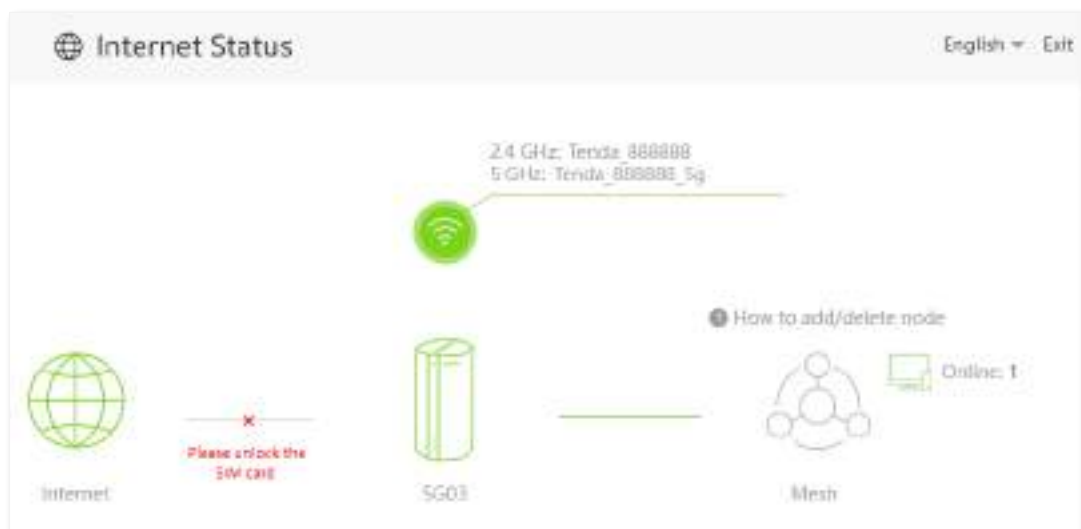 Internet Status
English
Exit
2.4 GHz: Tenda_888888
5 GHz: Tenda_888888_5g
How to add/delete node
Online: 1
Please unlock the
SIM card
Internet
5G03
Mesh